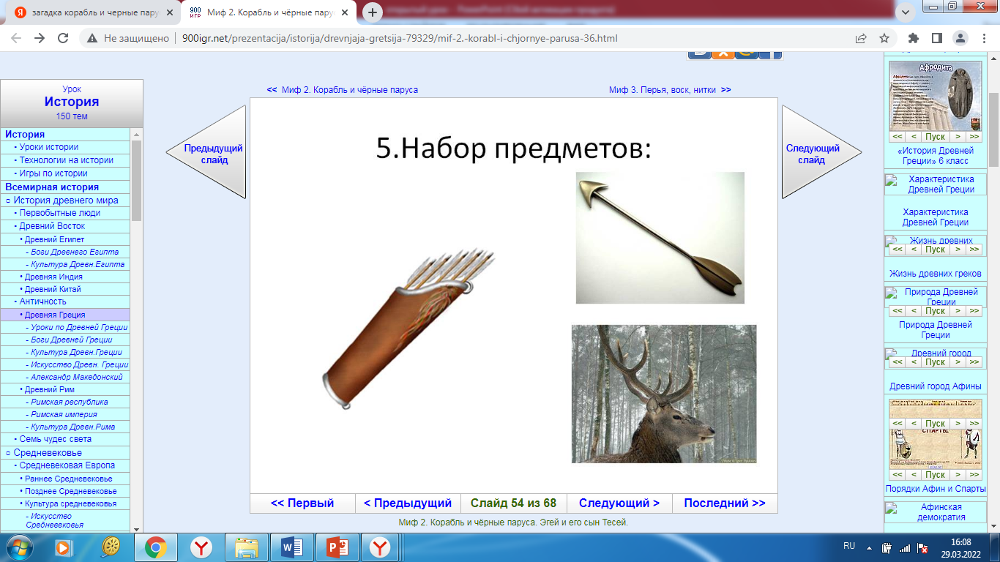 загадка корабль и черные пару
Миф 2. Корабль и чёрные пару
Не защищено
900igr.net/prezentacija/istorija/drevnjaja-gretsija-79329/mif-2.-korabl-i-chjornye-parusa-36.html
Урок
История
150 тем
История
• Уроки истории
• Технологии на истории
• Игры по истории
Всемирная история
○ История древнего мира
• Первобытные люди
• Древний Восток
• Древний Египет
- Боги Древнего Египта
- Культура Древн.Египта
• Древняя Индия
• Древний Китай
• Античность
• Древняя Греция
- Уроки по Древней Греции
- Боги Древней Греции
- Культура Древн.Греции
- Искусство Древн. Греции
- Александр Македонский
• Древний Рим
- Римская республика
- Римская империя
- Культура Древн.Рима
• Семь чудес света
○ Средневековье
• Средневековая Европа
• Раннее Средневековье
• Позднее Средневековье
• Культура средневековья
- Искусство
Средневековья
<< Миф 2. Корабль и чёрные паруса
Миф 3. Перья, воск, нитки >>
Предыдущий
слайд
5.Набор предметов:
Следующий
слайд
<< Первый
< Предыдущий
Слайд 54 из 68
Следующий >
Последний >>
Миф 2. Корабль и чёрные паруса. Эгей и его сын Тесей.
Афродита
<< < Пуск > >>
«История Древней
Греции» 6 класс
Характеристика
Древней Греции
Характеристика
Древней Греции
Жизнь древних
<< < Пуск > >>
Жизнь древних греков
Природа Древней
Греции
<< < Пуск > >>
Природа Древней
Греции
Древний город
<< < Пуск > >>
Древний город Афины
<< < Пуск > >>
СПАРТЫ
<< < Пуск > >>
Порядки Афин и Спарты
Афинская
демократия
RU
16:08
29.03.2022